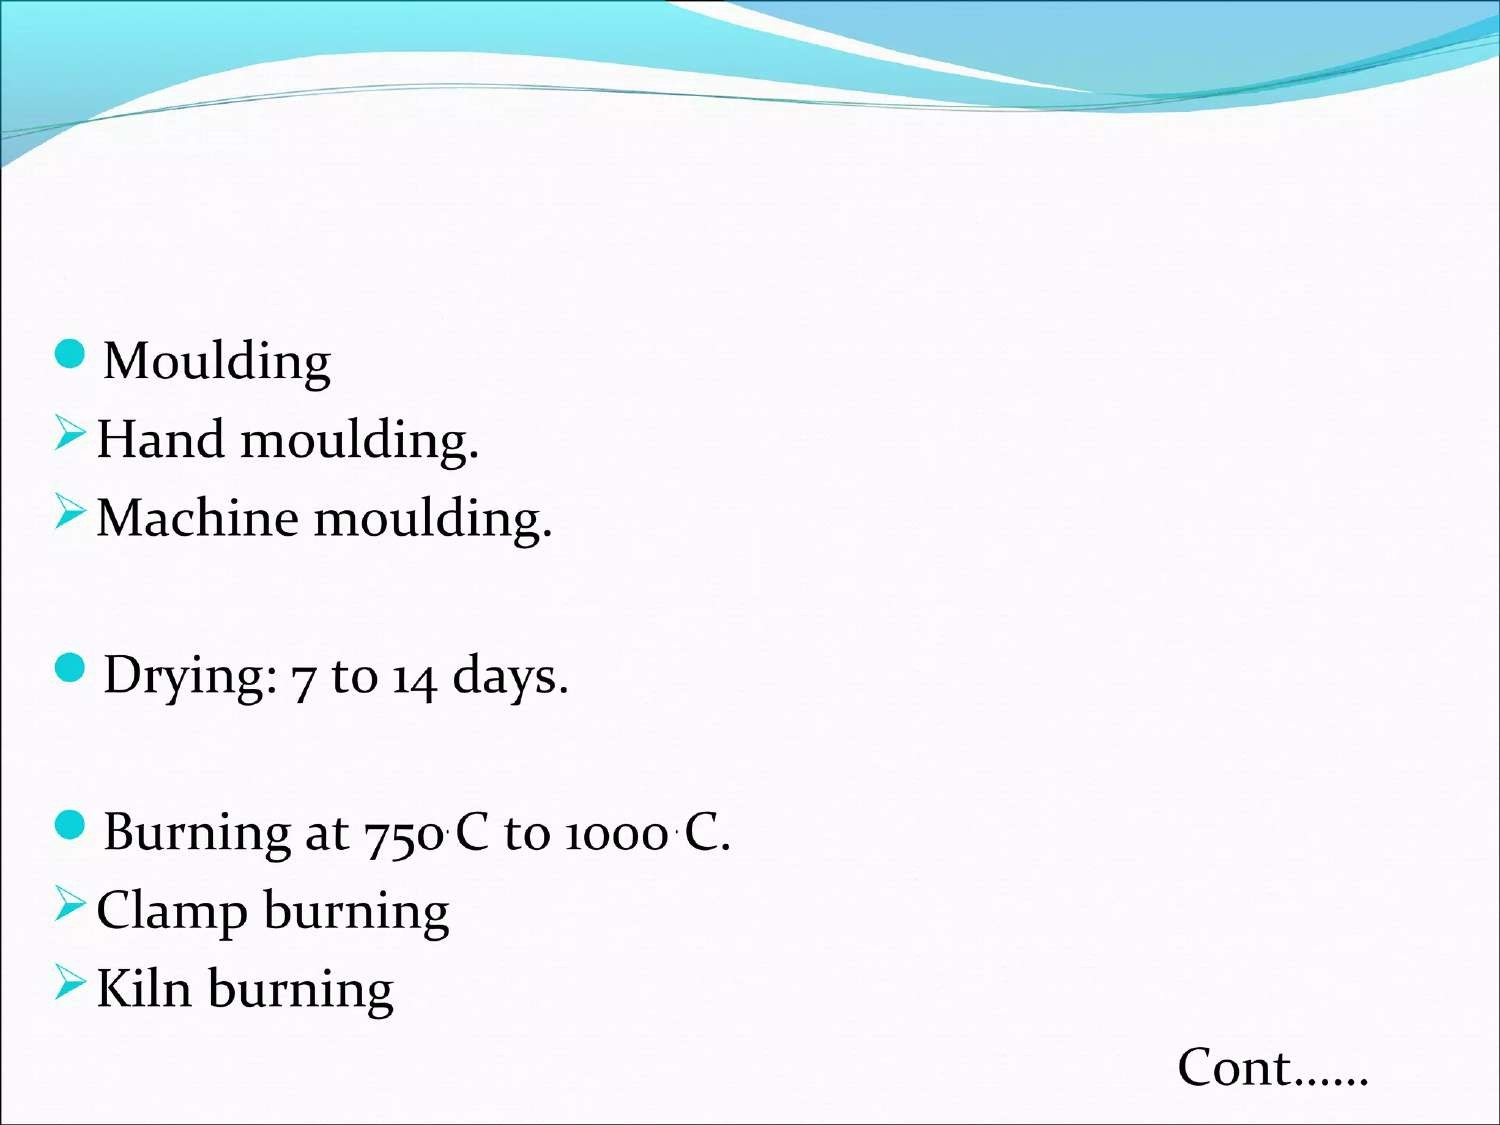 Moulding
Hand moulding.
Machine moulding.
Drying: 7 to 14 days.
Burning at 750˙C to 1000˙C.
Clamp burning
Kiln burning
Cont……